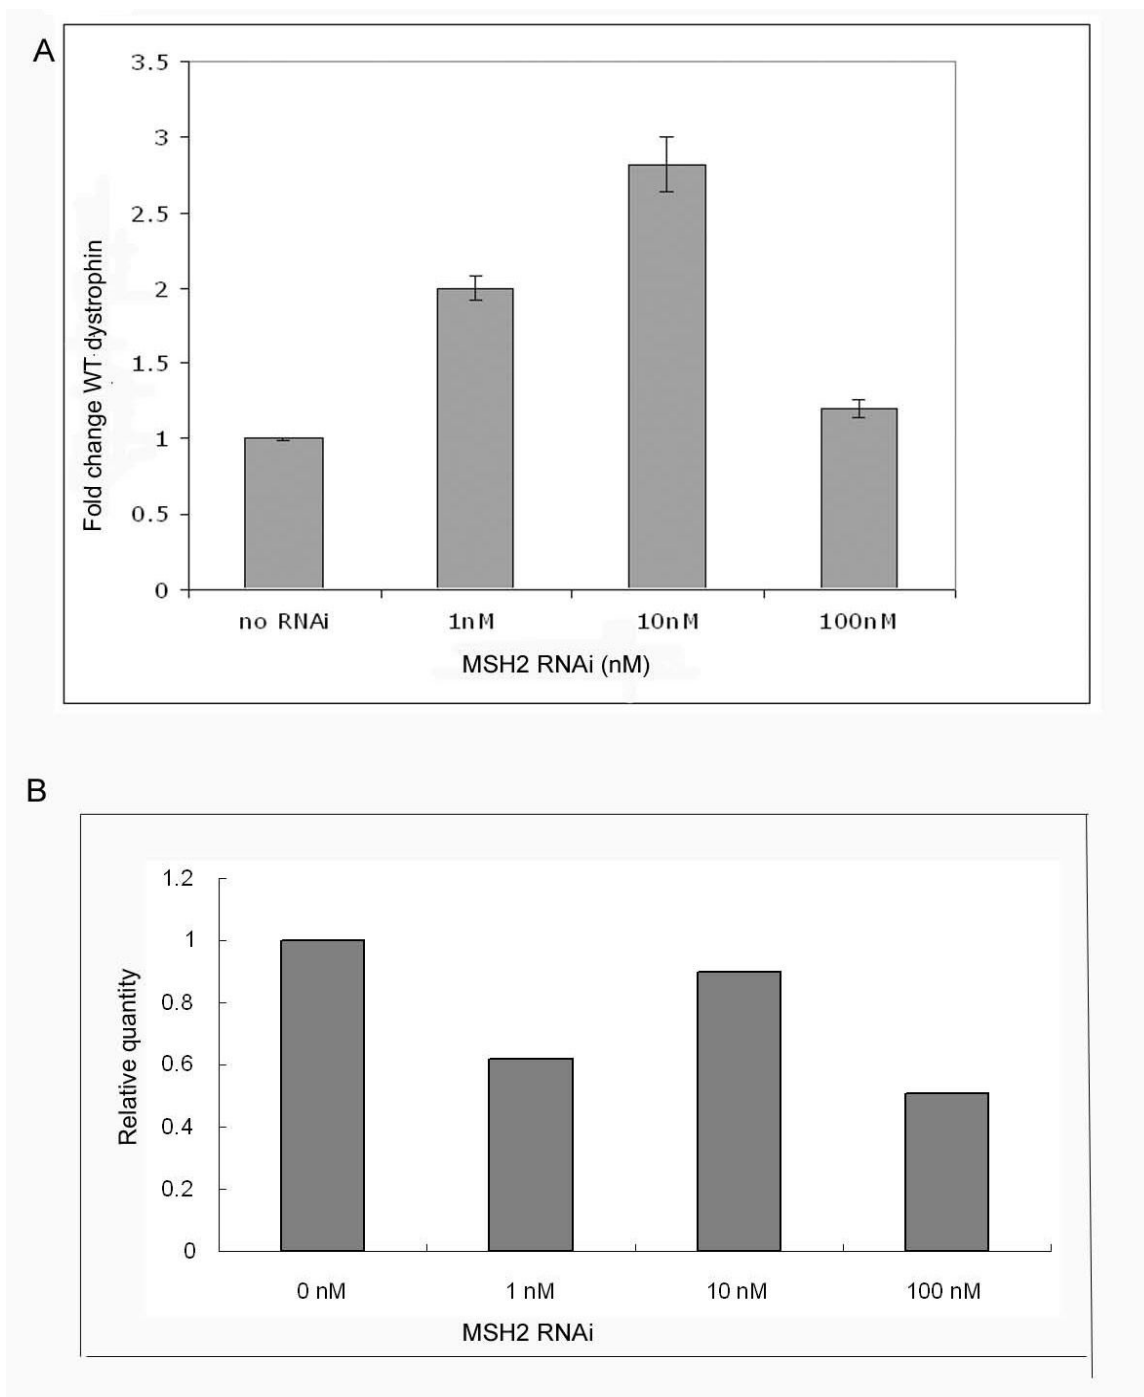 A
3.5
3
2.5
2
1.5
1
0.5
0
Fold change WT·dystrophin
no RNAi 1nM 10nM 100nM
MSH2 RNAi (nM)
B
1.2
1
0.8
0.6
0.4
0.2
0
Relative quantity
0 nM 1 nM 10 nM 100 nM
MSH2 RNAi